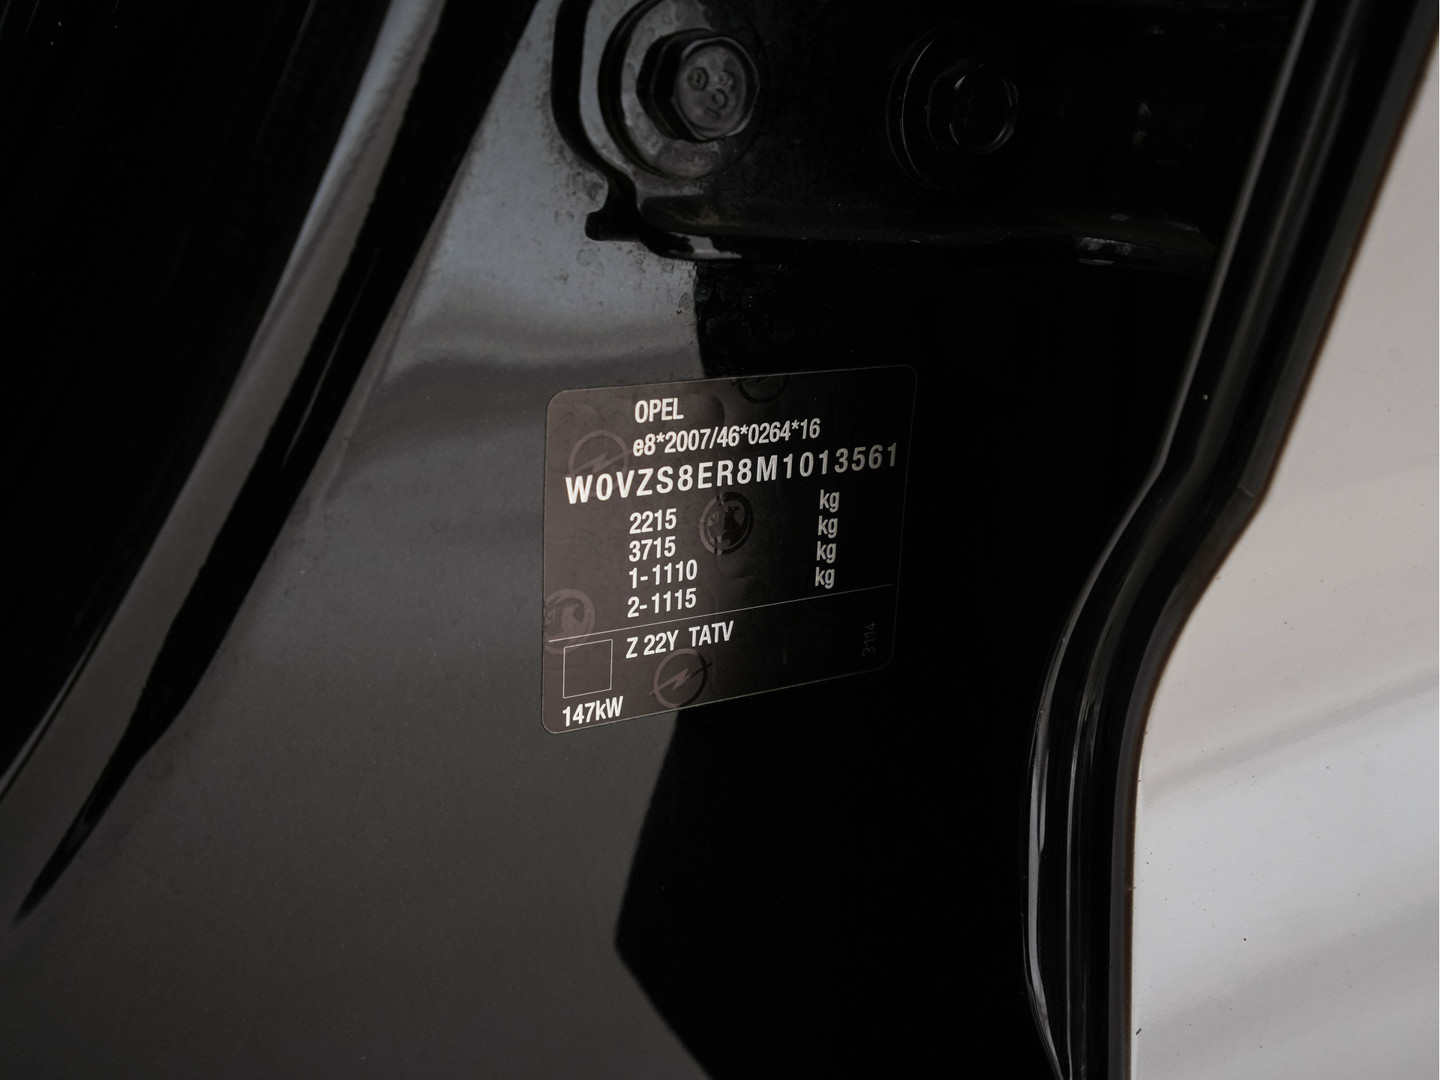 OPEL
e8*2007/46*0264*16
W0VZS8ER8M1013561
2215 kg
3715 kg
1-1110 kg
2-1115 kg
Z 22Y TATV
3114
147kW